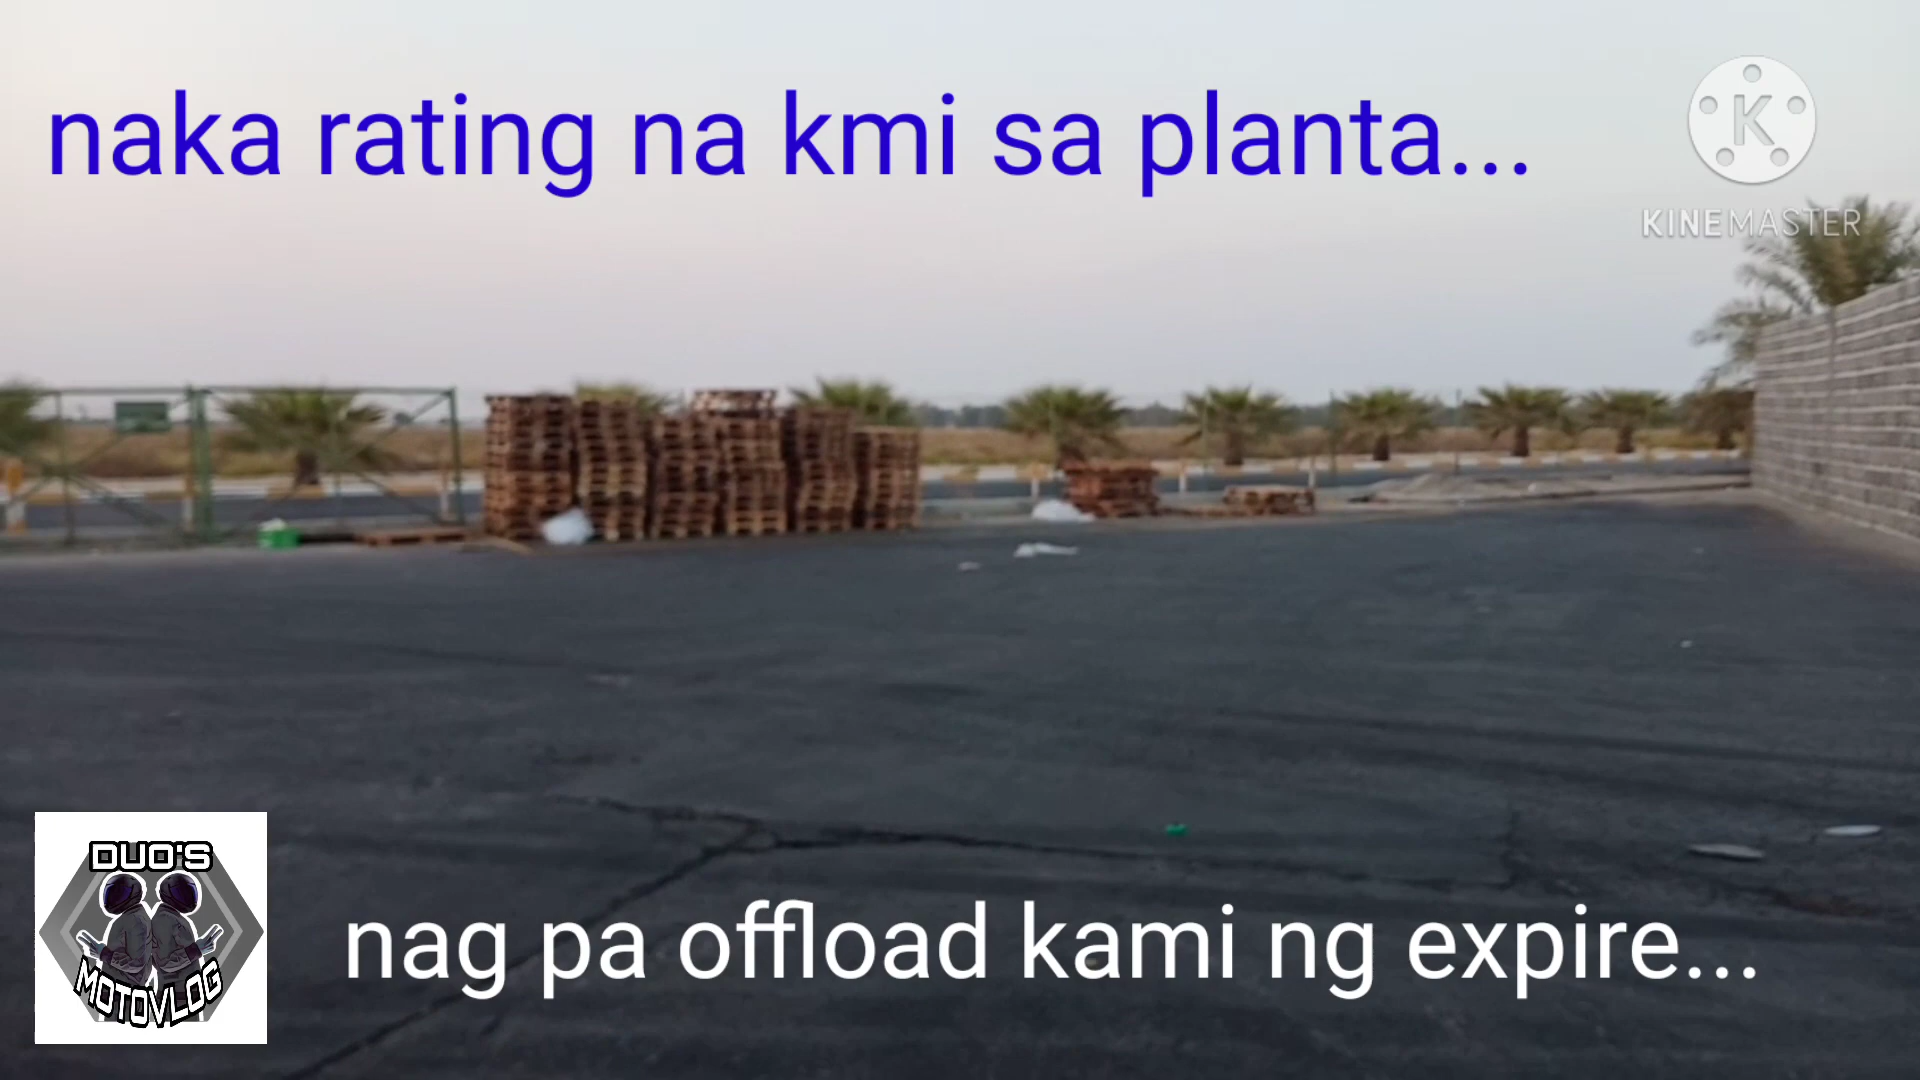 naka rating na kmi sa planta...
K
KINEMASTER
DUO'S
MOTOVLOG
nag pa offload kami ng expire...